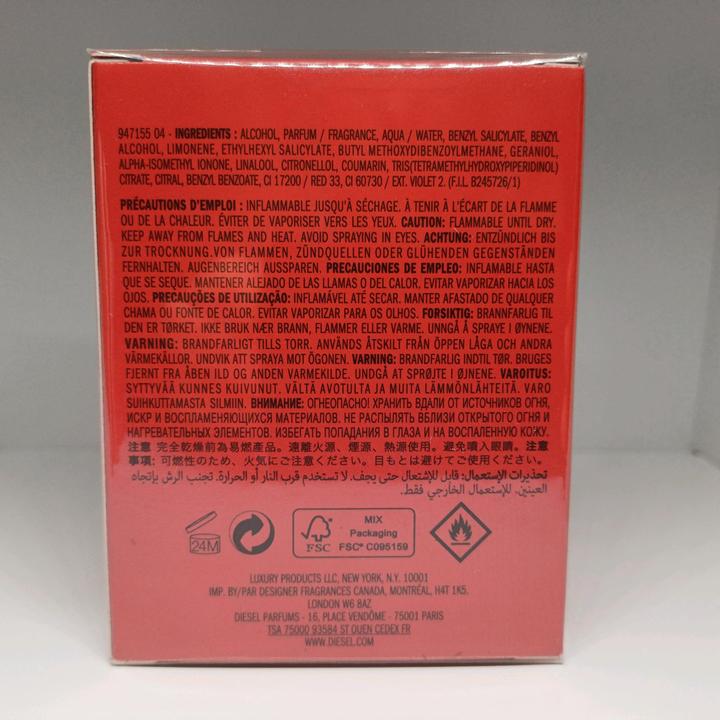 947155 04 - INGREDIENTS : ALCOHOL, PARFUM / FRAGRANCE, AQUA / WATER, BENZYL SALICYLATE, BENZYL
ALCOHOL, LIMONENE, ETHYLHEXYL SALICYLATE, BUTYL METHOXYDIBENZOYLMETHANE, GERANIOL,
ALPHA-ISOMETHYL IONONE, LINALOOL, CITRONELLOL, COUMARIN, TRIS(TETRAMETHYLHYDROXYPIPERIDINOL)
CITRATE, CITRAL, BENZYL BENZOATE, CI 17200 / RED 33, CI 60730 / EXT. VIOLET 2. (F.I.L. B245726/1)
PRÉCAUTIONS D'EMPLOI : INFLAMMABLE JUSQU'À SÉCHAGE. À TENIR À L'ÉCART DE LA FLAMME
OU DE LA CHALEUR. ÉVITER DE VAPORISER VERS LES YEUX. CAUTION: FLAMMABLE UNTIL DRY.
KEEP AWAY FROM FLAMES AND HEAT. AVOID SPRAYING IN EYES. ACHTUNG: ENTZÜNDLICH BIS
ZUR TROCKNUNG.VON FLAMMEN, ZÜNDQUELLEN ODER GLÜHENDEN GEGENSTÄNDEN
FERNHALTEN. AUGENBEREICH AUSSPAREN. PRECAUCIONES DE EMPLEO: INFLAMABLE HASTA
QUE SE SEQUE. MANTENER ALEJADO DE LAS LLAMAS O DEL CALOR. EVITAR VAPORIZAR HACIA LOS
OJOS. PRECAUÇÕES DE UTILIZAÇÃO: INFLAMÁVEL ATÉ SECAR. MANTER AFASTADO DE QUALQUER
CHAMA OU FONTE DE CALOR. EVITAR VAPORIZAR PARA OS OLHOS. FORSIKTIG: BRANNFARLIG TIL
DEN ER TØRKET. IKKE BRUK NÆR BRANN, FLAMMER ELLER VARME. UNNGÅ Å SPRAYE I ØYNENE.
VARNING: BRANDFARLIGT TILLS TORR. ANVÄNDS ÅTSKILT FRÅN ÖPPEN LÅGA OCH ANDRA
VÄRMEKÄLLOR. UNDVIK ATT SPRAYA MOT ÖGONEN. VARNING: BRANDFARLIG INDTIL TØR. BRUGES
FJERNT FRA ÅBEN ILD OG ANDEN VARMEKILDE. UNDGÅ AT SPRØJTE I ØJNENE. VAROITUS:
SYTTYVÄÄ KUNNES KUIVUNUT. VÄLTÄ AVOTULTA JA MUITA LÄMMÖNLÄHTEITÄ. VARO
SUIHKUTTAMASTA SILMIIN. ВНИМАНИЕ: ОГНЕОПАСНО! ХРАНИТЬ ВДАЛИ ОТ ИСТОЧНИКОВ ОГНЯ,
ИСКР И ВОСПЛАМЕНЯЮЩИХСЯ МАТЕРИАЛОВ. НЕ РАСПЫЛЯТЬ ВБЛИЗИ ОТКРЫТОГО ОГНЯ И
НАГРЕВАТЕЛЬНЫХ ЭЛЕМЕНТОВ. ИЗБЕГАТЬ ПОПАДАНИЯ В ГЛАЗА И НА ВОСПАЛЕННУЮ КОЖУ.
注意 完全乾燥前為易燃產品。遠離火源、煙源、熱源使用。避免噴入眼睛。注意
事項: 可燃性のため、火気にご注意ください。目もとは避けてご使用ください。
تحذيرات الإستعمال: قابل للإشتعال حتى يجف. لا تستخدم قرب النار أو الحرارة. تجنب الرش بإتجاه
العينين. للإستعمال الخارجي فقط.
24M
FSC
MIX
Packaging
FSC® C095159
LUXURY PRODUCTS LLC, NEW YORK, N.Y. 10001
IMP. BY/PAR DESIGNER FRAGRANCES CANADA, MONTRÉAL, H4T 1K5.
LONDON W6 8AZ
DIESEL PARFUMS - 16, PLACE VENDÔME - 75001 PARIS
TSA 75000 93584 ST OUEN CEDEX FR
WWW.DIESEL.COM